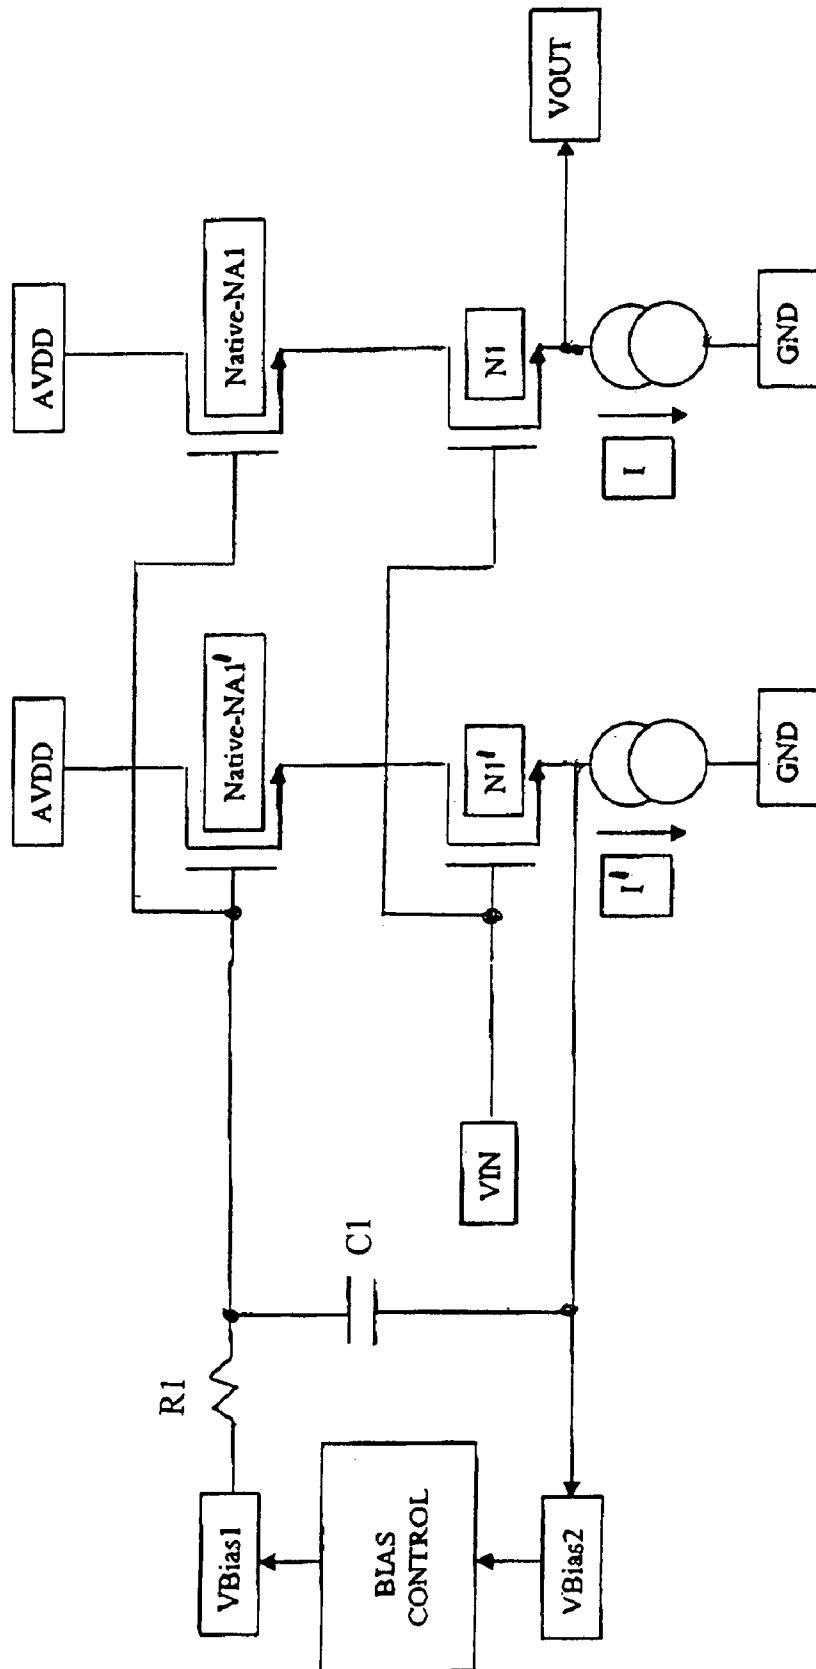 AVDD
AVDD
Native-NA1'
Native-NA1
R1
VBias1
C1
BIAS
CONTROL
VIN
N1'
N1
VOUT
VBias2
I'
I
GND
GND